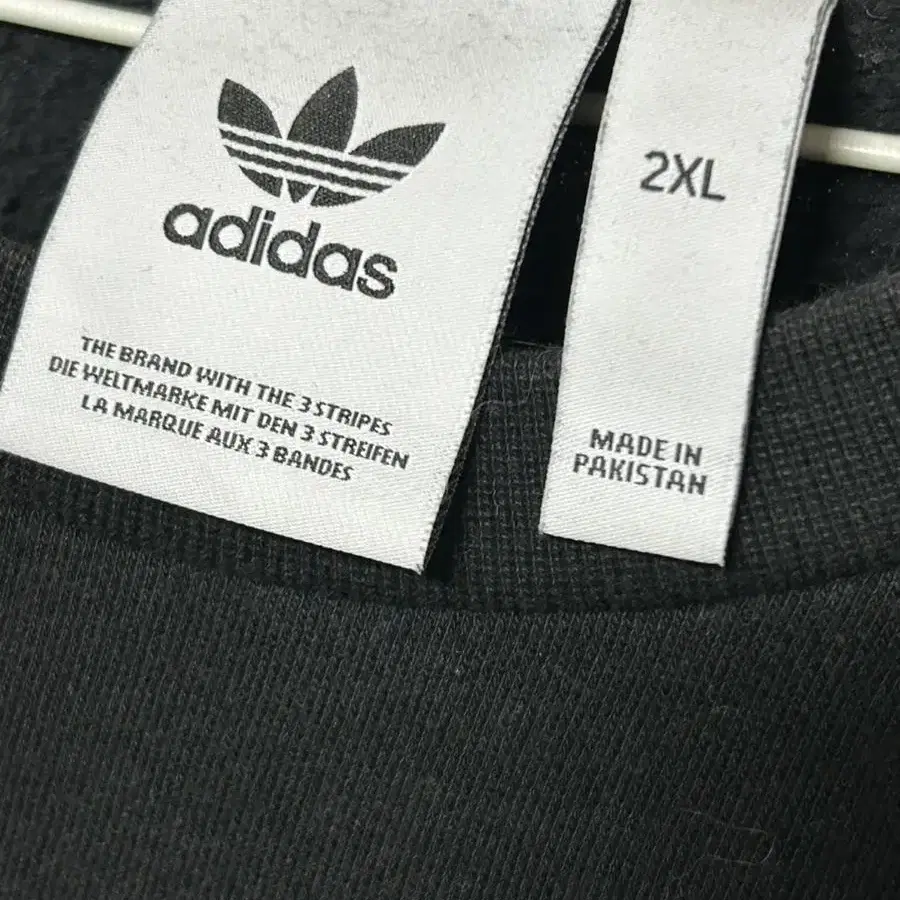 adidas
THE BRAND WITH THE 3 STRIPES
DIE WELTMARKE MIT DEN 3 STREIFEN
LA MARQUE AUX 3 BANDES
2XL
MADE IN
PAKISTAN